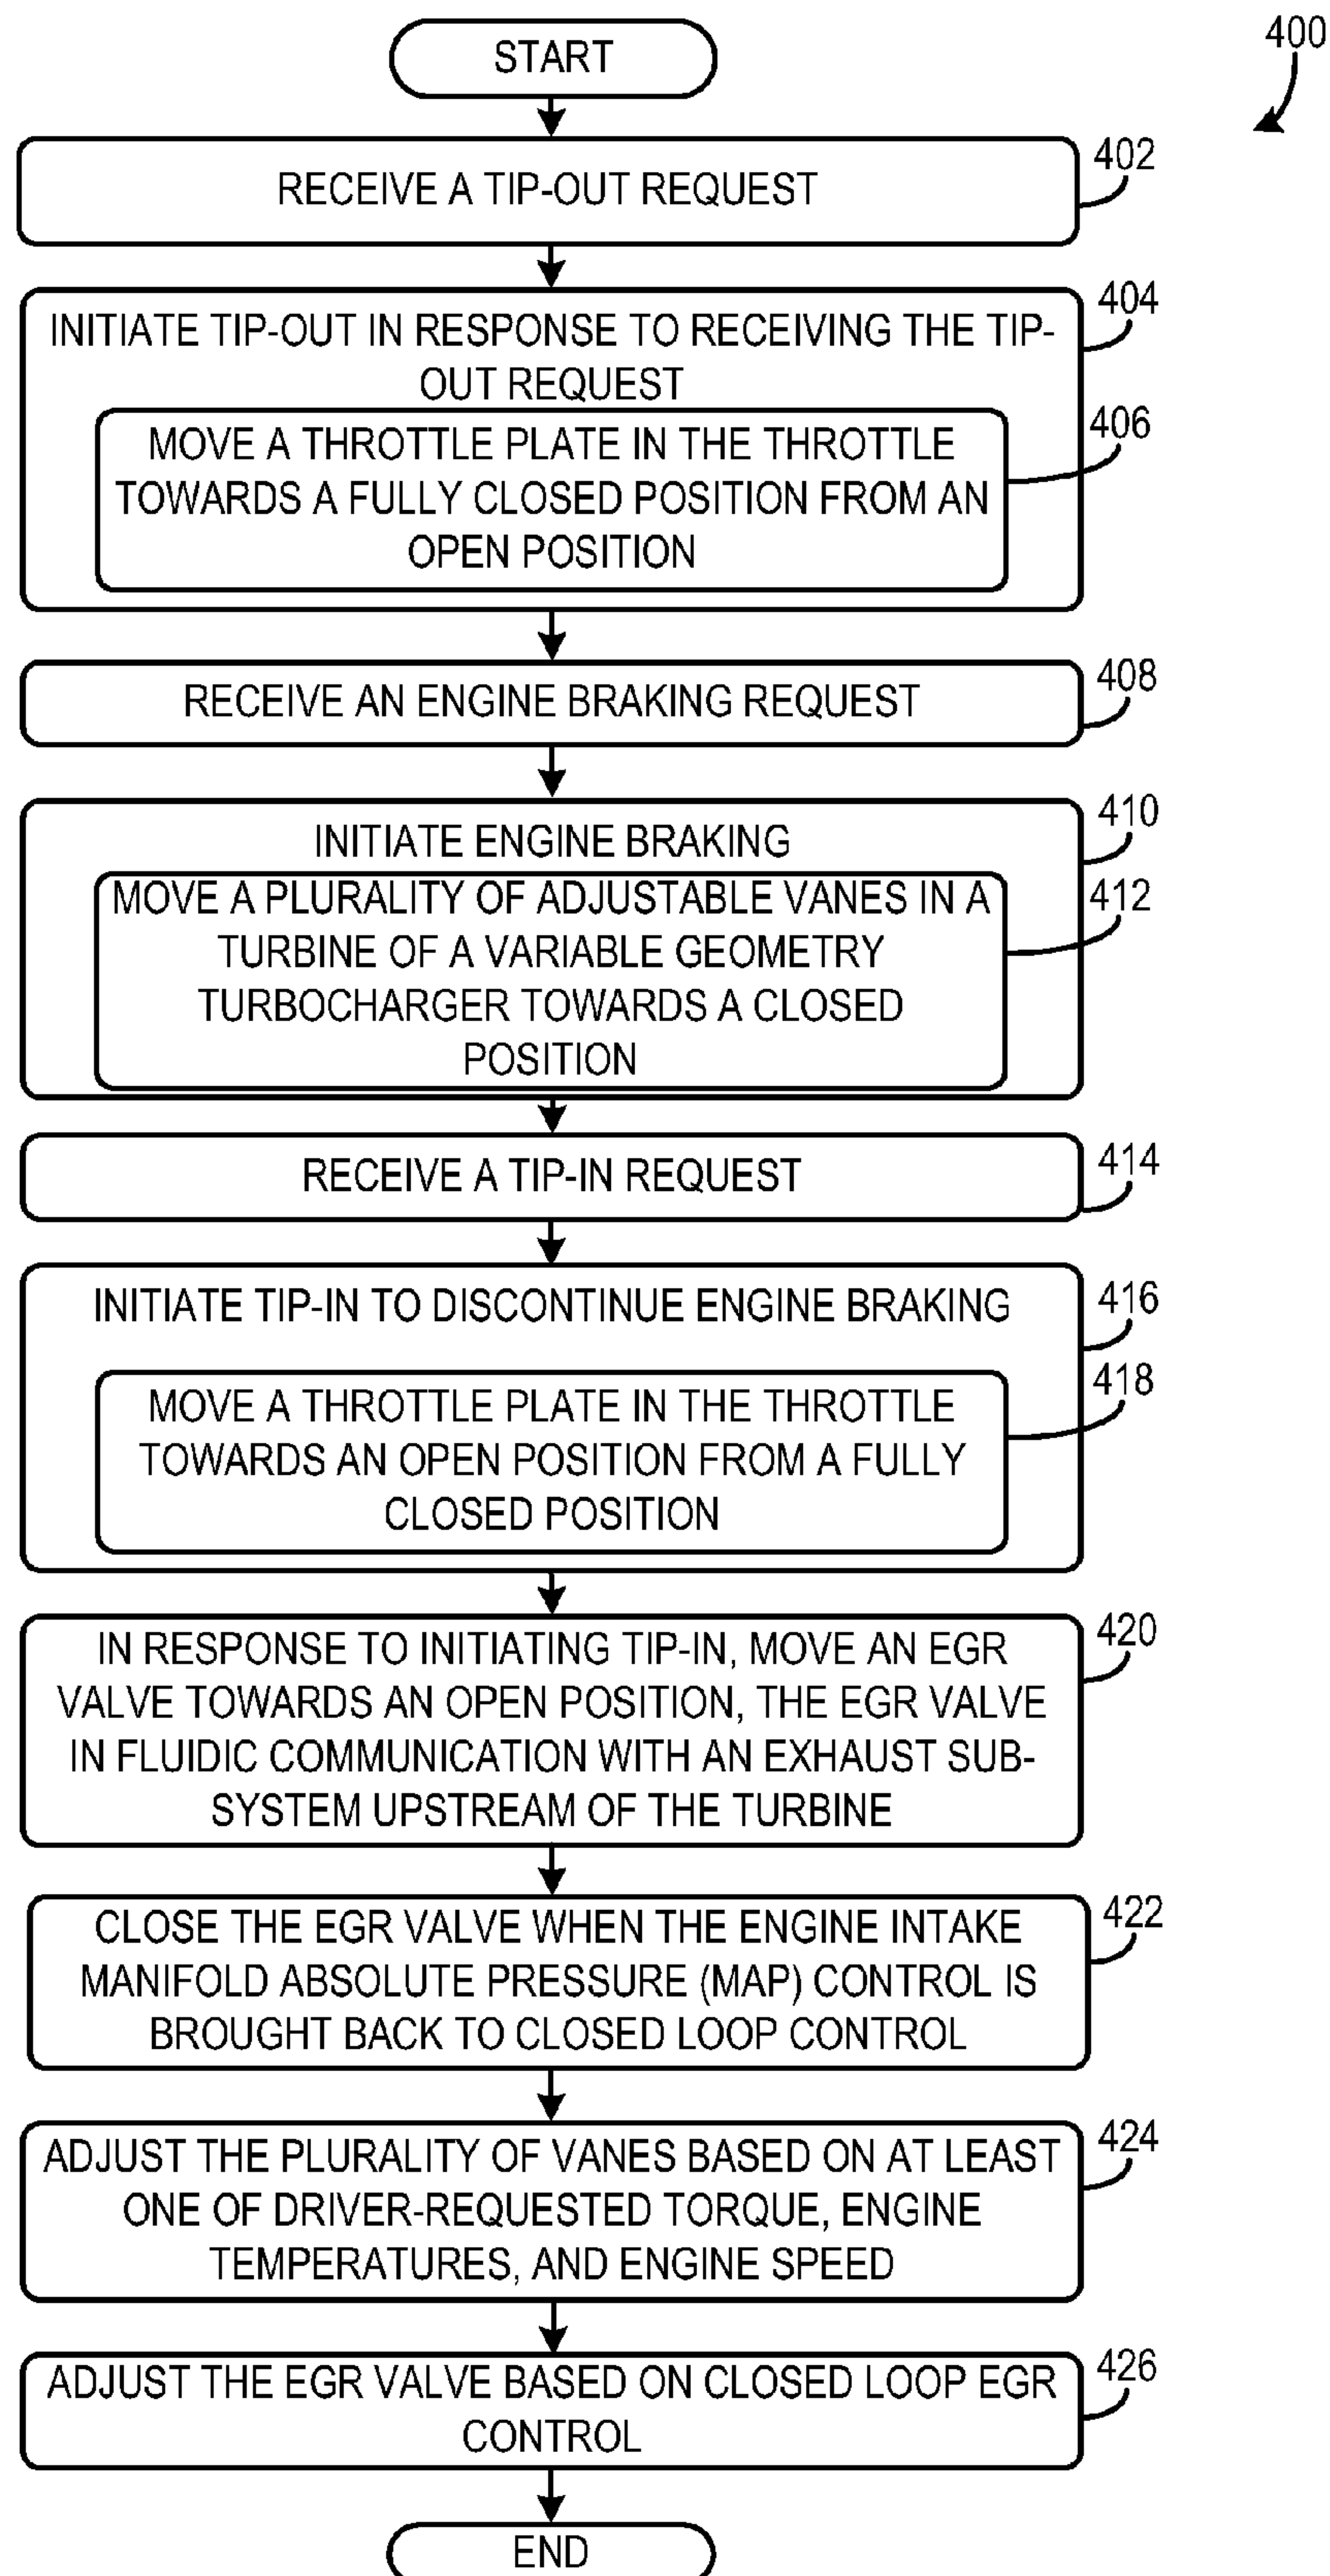 START
400
RECEIVE A TIP-OUT REQUEST
402
INITIATE TIP-OUT IN RESPONSE TO RECEIVING THE TIP-
OUT REQUEST
404
MOVE A THROTTLE PLATE IN THE THROTTLE
TOWARDS A FULLY CLOSED POSITION FROM AN
OPEN POSITION
406
RECEIVE AN ENGINE BRAKING REQUEST
408
INITIATE ENGINE BRAKING
410
MOVE A PLURALITY OF ADJUSTABLE VANES IN A
TURBINE OF A VARIABLE GEOMETRY
TURBOCHARGER TOWARDS A CLOSED
POSITION
412
RECEIVE A TIP-IN REQUEST
414
INITIATE TIP-IN TO DISCONTINUE ENGINE BRAKING
416
MOVE A THROTTLE PLATE IN THE THROTTLE
TOWARDS AN OPEN POSITION FROM A FULLY
CLOSED POSITION
418
IN RESPONSE TO INITIATING TIP-IN, MOVE AN EGR
VALVE TOWARDS AN OPEN POSITION, THE EGR VALVE
IN FLUIDIC COMMUNICATION WITH AN EXHAUST SUB-
SYSTEM UPSTREAM OF THE TURBINE
420
CLOSE THE EGR VALVE WHEN THE ENGINE INTAKE
MANIFOLD ABSOLUTE PRESSURE (MAP) CONTROL IS
BROUGHT BACK TO CLOSED LOOP CONTROL
422
ADJUST THE PLURALITY OF VANES BASED ON AT LEAST
ONE OF DRIVER-REQUESTED TORQUE, ENGINE
TEMPERATURES, AND ENGINE SPEED
424
ADJUST THE EGR VALVE BASED ON CLOSED LOOP EGR
CONTROL
426
END